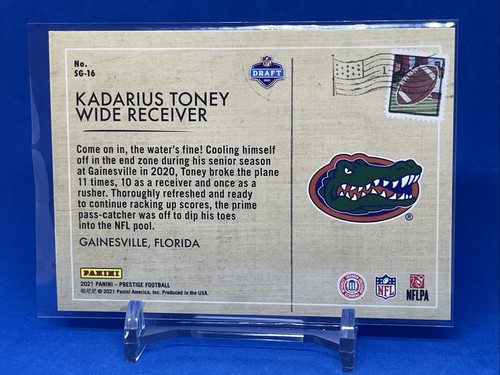 No.
SG-16
DRAFT
KADARIUS TONEY
WIDE RECEIVER
Come on in, the water's fine! Cooling himself
off in the end zone during his senior season
at Gainesville in 2020, Toney broke the plane
11 times, 10 as a receiver and once as a
rusher. Thoroughly refreshed and ready
to continue racking up scores, the prime
pass-catcher was off to dip his toes
into the NFL pool.
GAINESVILLE, FLORIDA
®
PANINI
2021 PANINI – PRESTIGE FOOTBALL
© 2021 Panini America, Inc. Produced in the USA.
NFL
NFLPA